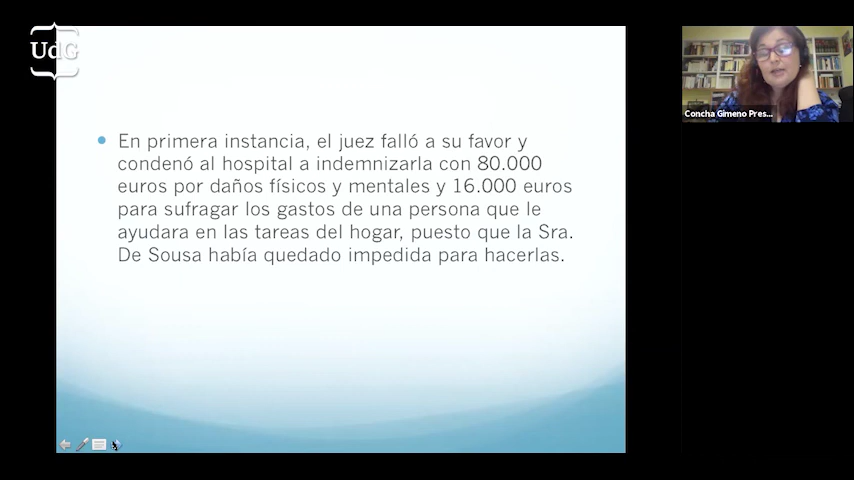 UdG
En primera instancia, el juez falló a su favor y
condenó al hospital a indemnizarla con 80.000
euros por daños físicos y mentales y 16.000 euros
para sufragar los gastos de una persona que le
ayudara en las tareas del hogar, puesto que la Sra.
De Sousa había quedado impedida para hacerlas.
Concha Gimeno Pres...